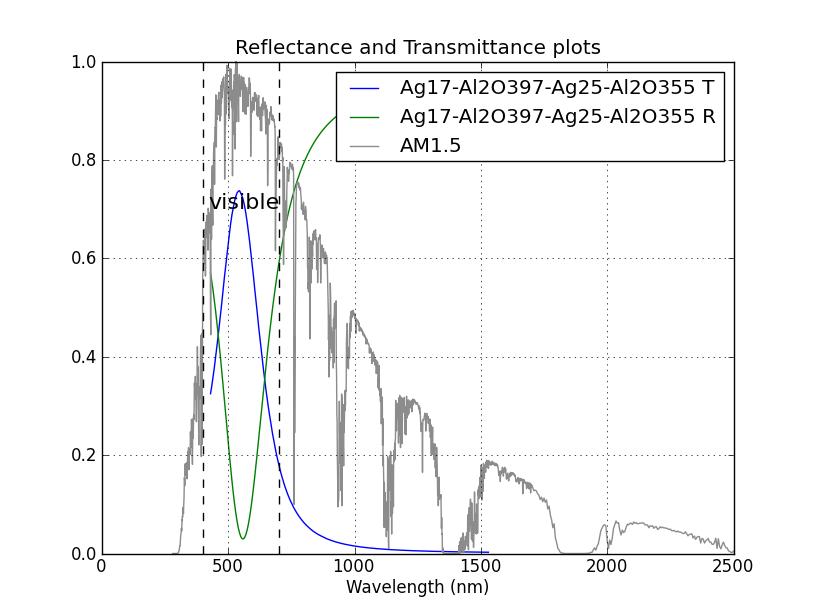 Reflectance and Transmittance plots
1.0
0.8
0.6
0.4
0.2
0.0
Ag17-Al2O397-Ag25-Al2O355 T
Ag17-Al2O397-Ag25-Al2O355 R
AM1.5
visible
0 500 1000 1500 2000 2500
Wavelength (nm)